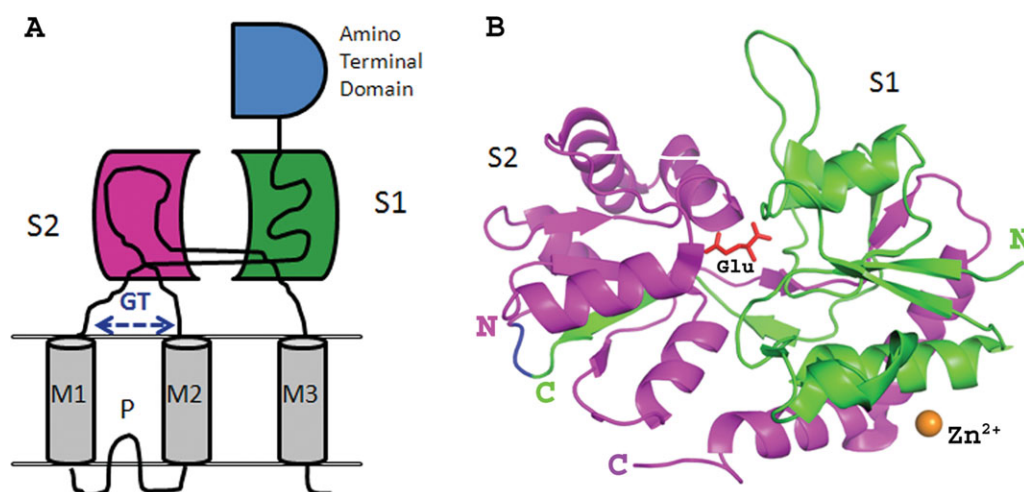 A
Amino
Terminal
Domain
S2
S1
GT
M1
M2
M3
P
B
S1
S2
Glu
N
N
C
Zn²⁺
C